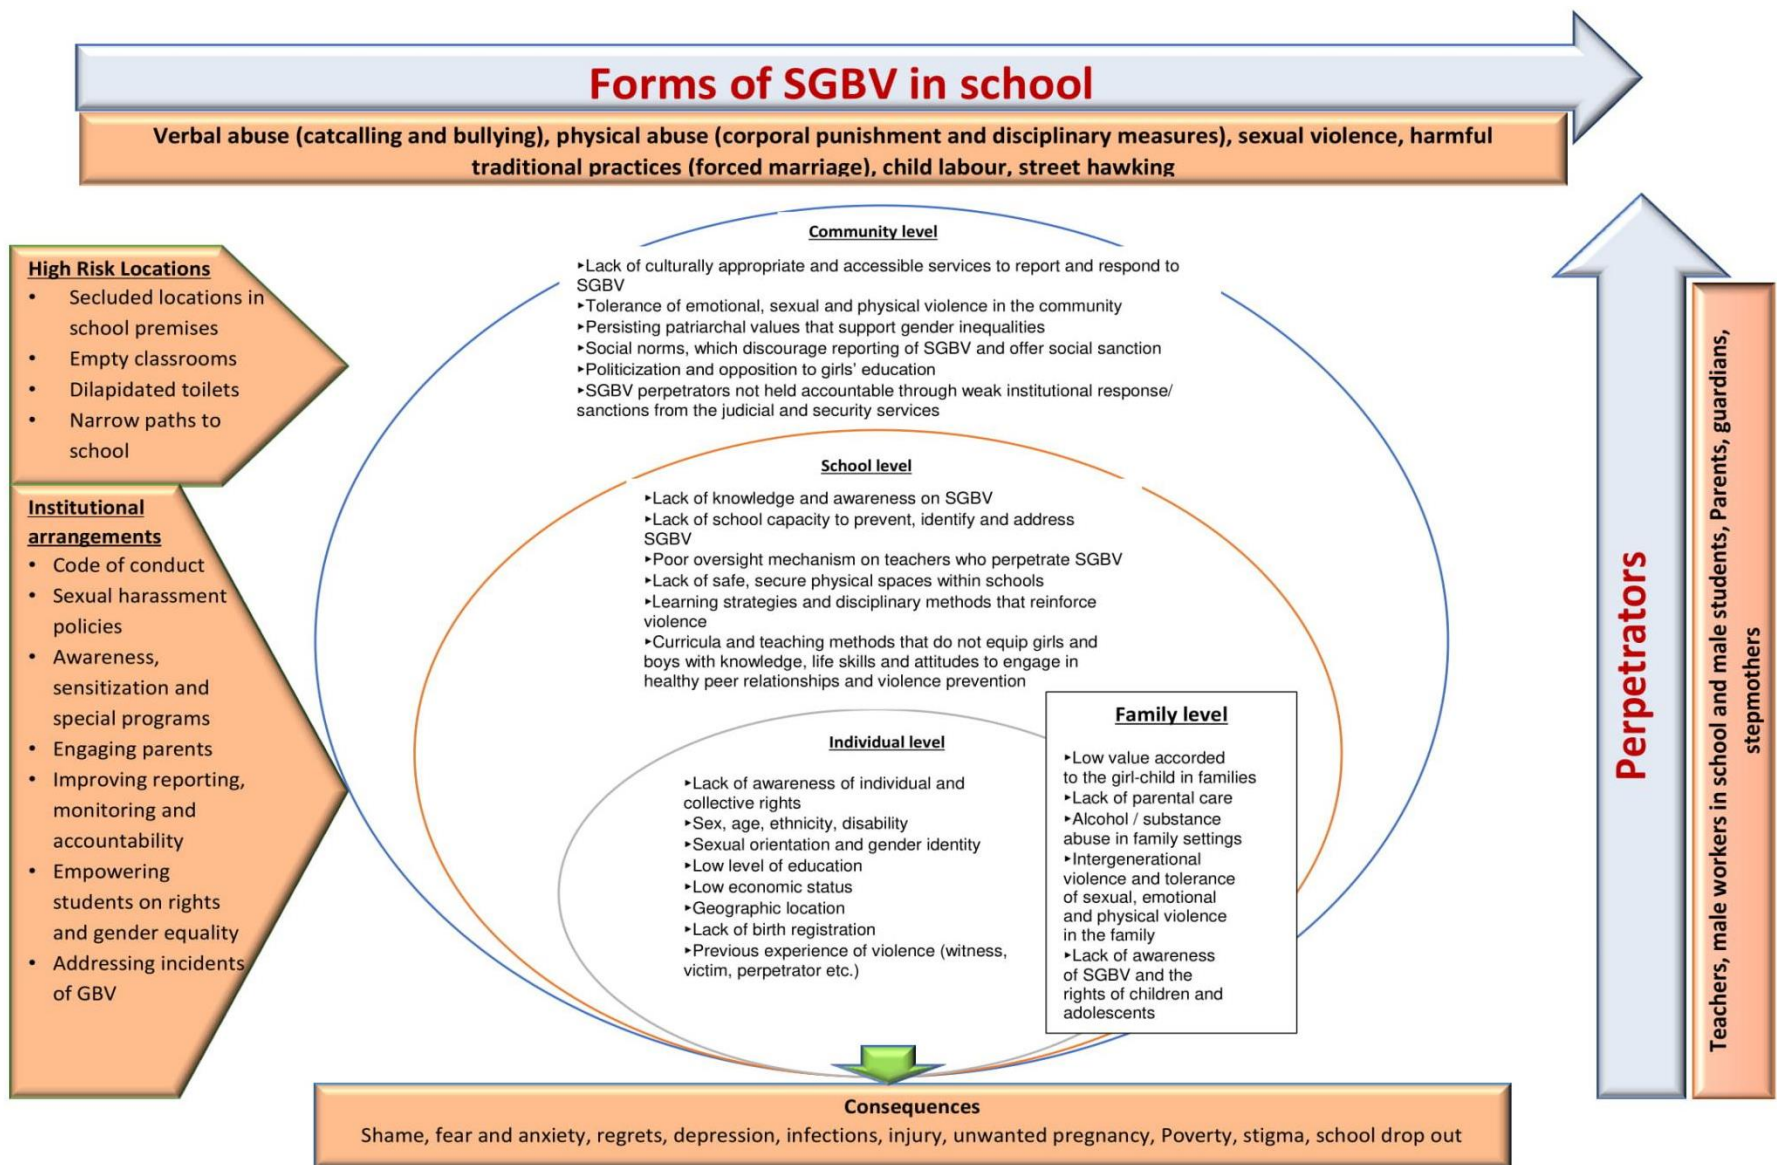 Forms of SGBV in school
Verbal abuse (catcalling and bullying), physical abuse (corporal punishment and disciplinary measures), sexual violence, harmful
traditional practices (forced marriage), child labour, street hawking
High Risk Locations
• Secluded locations in
school premises
• Empty classrooms
• Dilapidated toilets
• Narrow paths to
school
Institutional
arrangements
• Code of conduct
• Sexual harassment
policies
• Awareness,
sensitization and
special programs
• Engaging parents
• Improving reporting,
monitoring and
accountability
• Empowering
students on rights
and gender equality
• Addressing incidents
of GBV
Community level
▸Lack of culturally appropriate and accessible services to report and respond to
SGBV
▸Tolerance of emotional, sexual and physical violence in the community
▸Persisting patriarchal values that support gender inequalities
▸Social norms, which discourage reporting of SGBV and offer social sanction
▸Politicization and opposition to girls' education
▸SGBV perpetrators not held accountable through weak institutional response/
sanctions from the judicial and security services
School level
▸Lack of knowledge and awareness on SGBV
▸Lack of school capacity to prevent, identify and address
SGBV
▸Poor oversight mechanism on teachers who perpetrate SGBV
▸Lack of safe, secure physical spaces within schools
▸Learning strategies and disciplinary methods that reinforce
violence
▸Curricula and teaching methods that do not equip girls and
boys with knowledge, life skills and attitudes to engage in
healthy peer relationships and violence prevention
Individual level
▸Lack of awareness of individual and
collective rights
▸Sex, age, ethnicity, disability
▸Sexual orientation and gender identity
▸Low level of education
▸Low economic status
▸Geographic location
▸Lack of birth registration
▸Previous experience of violence (witness,
victim, perpetrator etc.)
Family level
▸Low value accorded
to the girl-child in families
▸Lack of parental care
▸Alcohol / substance
abuse in family settings
▸Intergenerational
violence and tolerance
of sexual, emotional
and physical violence
in the family
▸Lack of awareness
of SGBV and the
rights of children and
adolescents
Perpetrators
Teachers, male workers in school and male students, Parents, guardians,
stepmothers
Consequences
Shame, fear and anxiety, regrets, depression, infections, injury, unwanted pregnancy, Poverty, stigma, school drop out